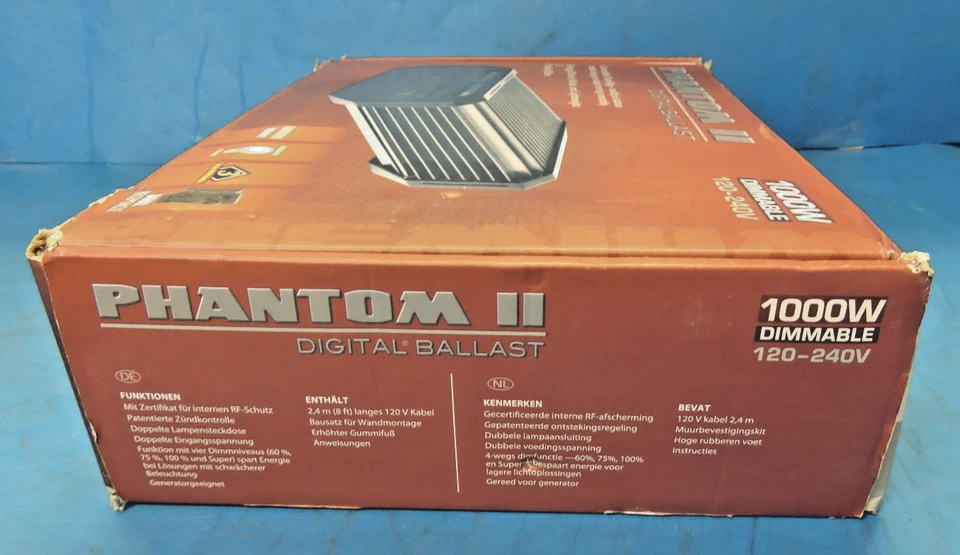 PHANTOM II
DIGITAL BALLAST
1000W
DIMMABLE
120-240V
PHANTOM II
DIGITAL® BALLAST
1000W
DIMMABLE
120-240V
DE
FUNKTIONEN
Mit Zertifikat für internen RF-Schutz
Patentierte Zündkontrolle
Doppelte Lampensteckdose
Doppelte Eingangsspannung
Funktion mit vier Dimmniveaus (60 %,
75 %, 100 % und Super) spart Energie
bei Lösungen mit schwächerer
Beleuchtung
Generatorgeeignet
ENTHÄLT
2,4 m (8 ft) langes 120 V Kabel
Bausatz für Wandmontage
Erhöhter Gummifuß
Anweisungen
NL
KENMERKEN
Gecertificeerde interne RF-afscherming
Gepatenteerde ontstekingsregeling
Dubbele lampaansluiting
Dubbele voedingsspanning
4-wegs dimfunctie —60%, 75%, 100%
en Super bespaart energie voor
lagere lichtoplossingen
Gereed voor generator
BEVAT
120 V kabel 2,4 m
Muurbevestigingskit
Hoge rubberen voet
Instructies